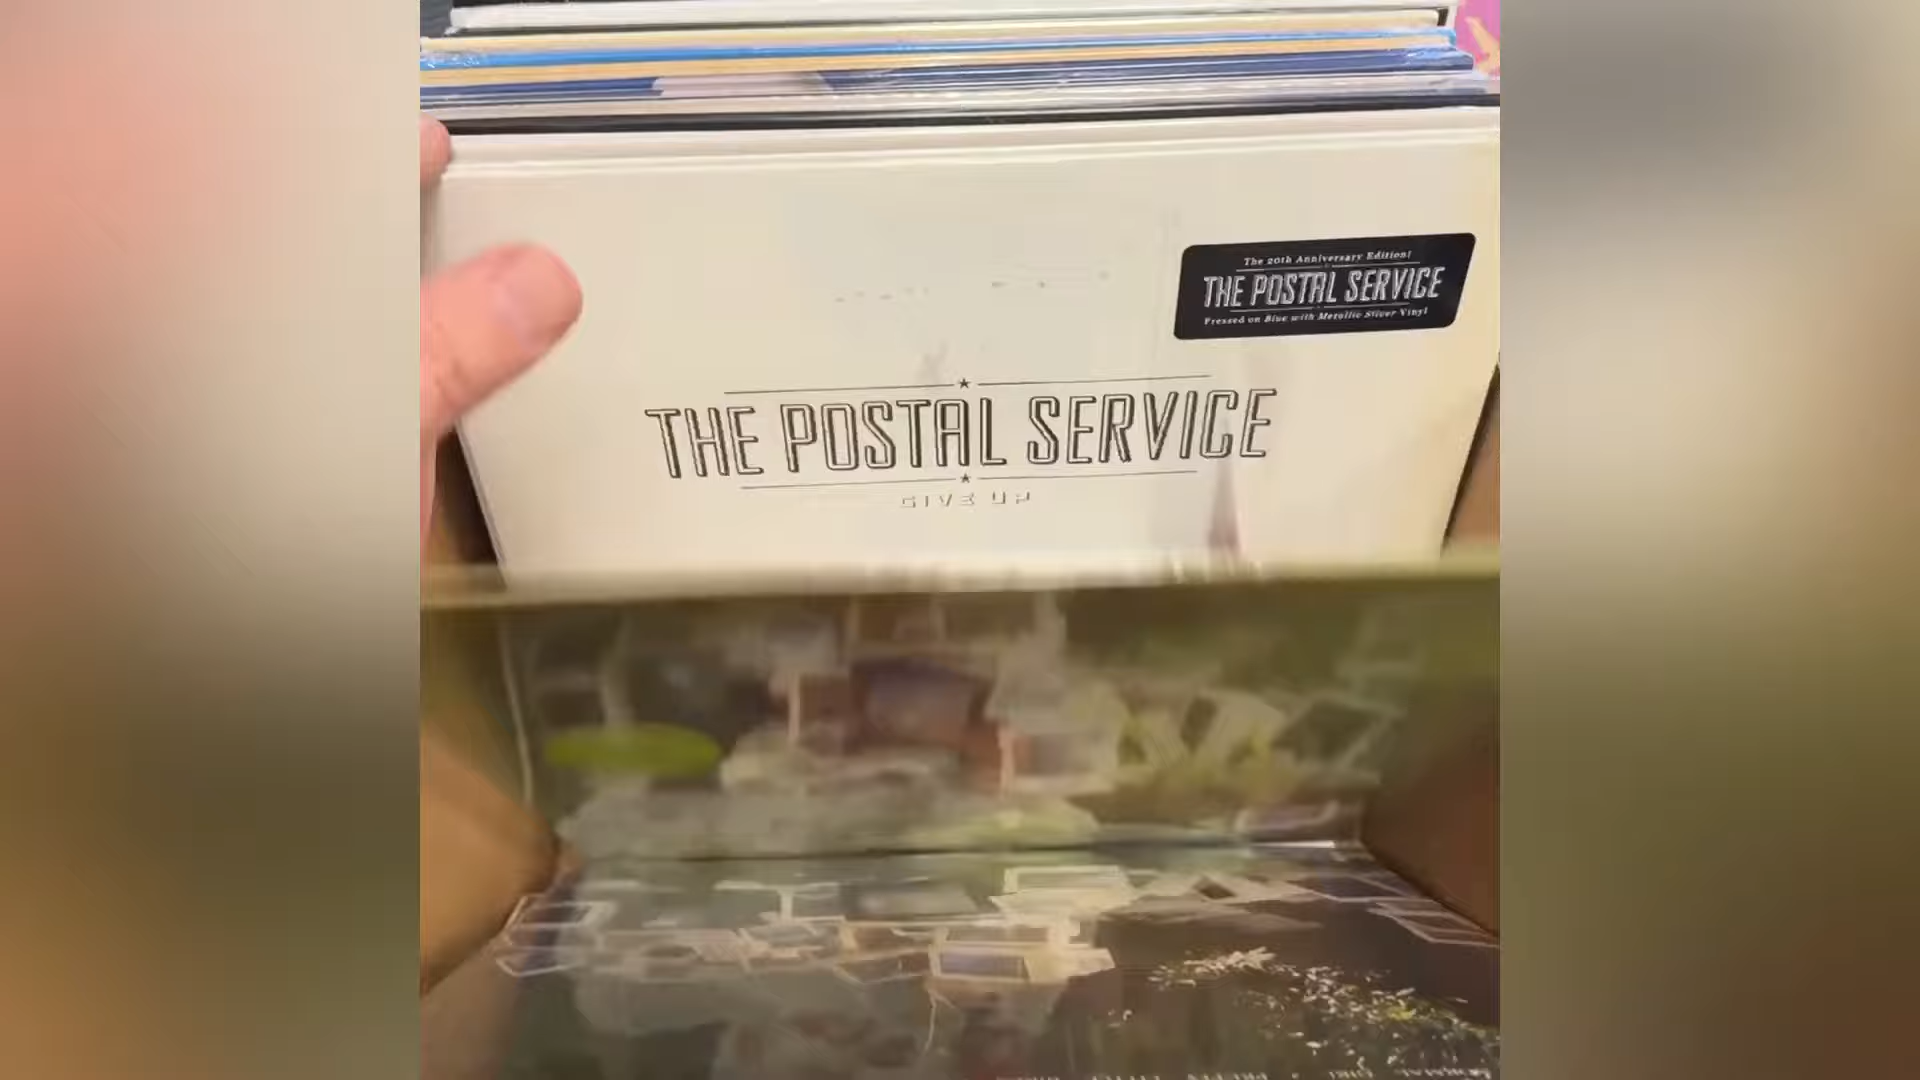 The 20th Anniversary Edition!
THE POSTAL SERVICE
Pressed on Blue with Metallic Silver Vinyl
THE POSTAL SERVICE
GIVE UP